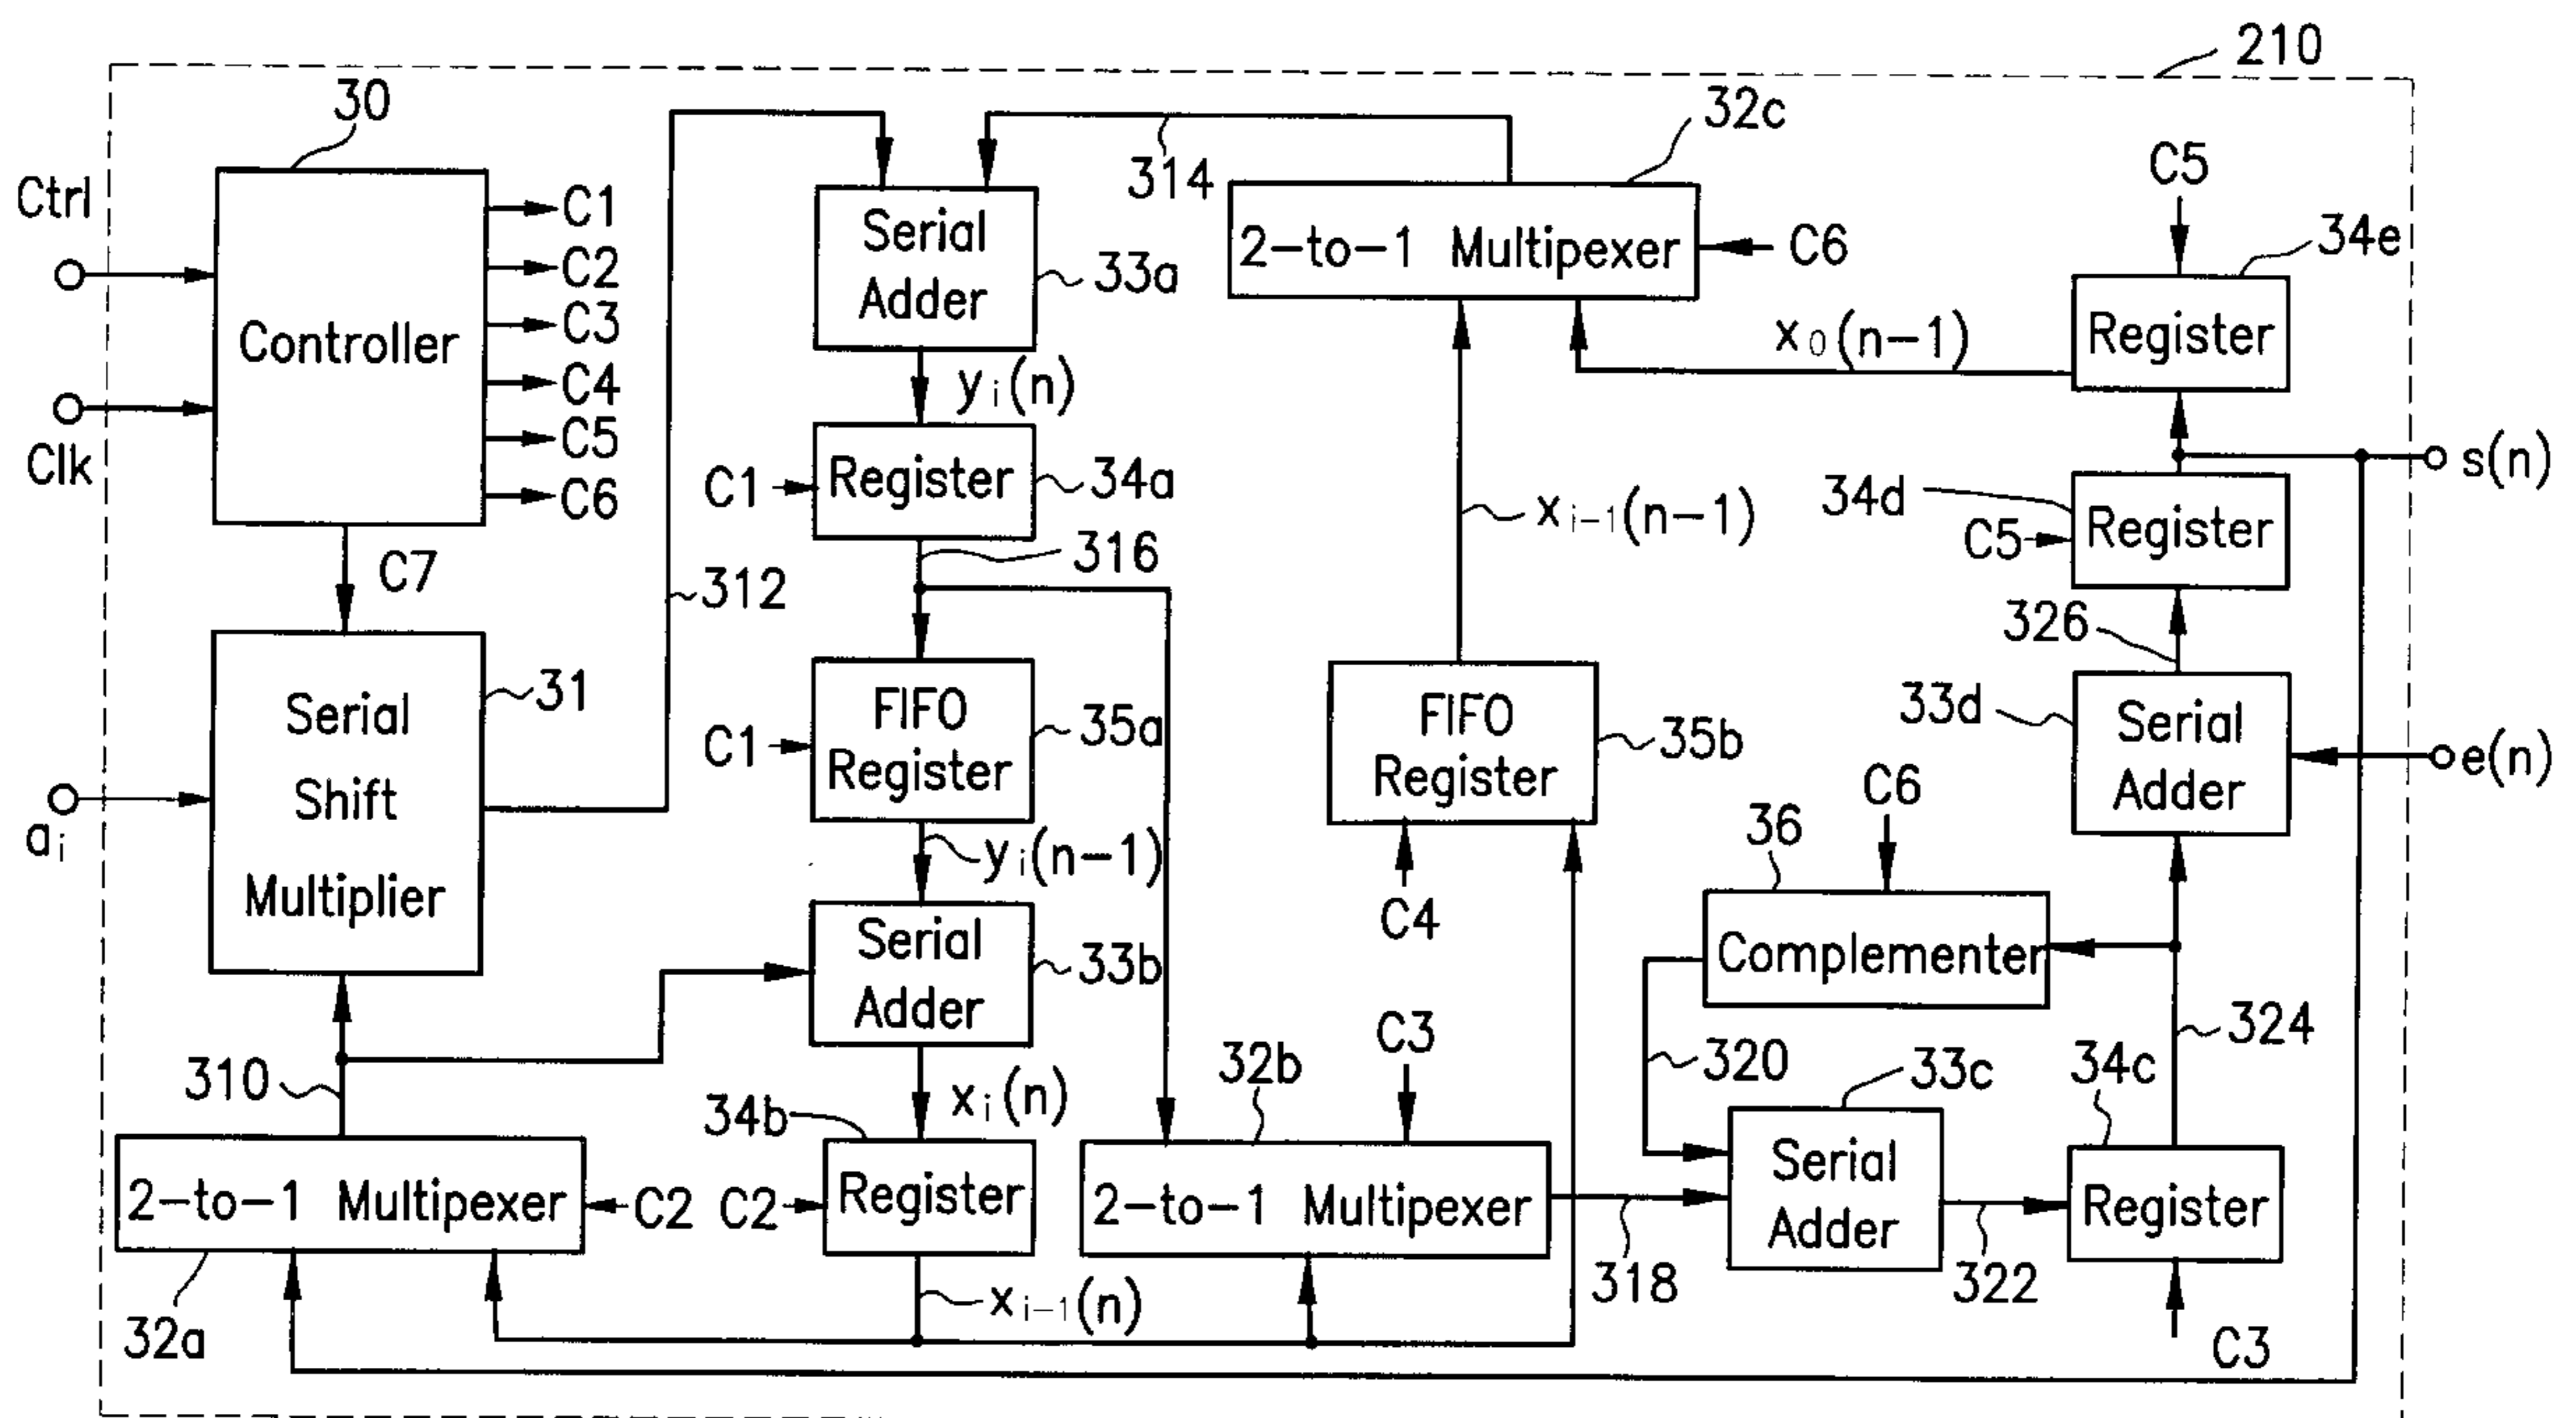 210
30
32c
Ctrl
C1
C2
C3
C4
C5
C6
Controller
Clk
C7
Serial
Adder
33a
314
2-to-1 Multipexer
C6
C5
34e
Register
x₀(n-1)
yᵢ(n)
C1
Register
34a
316
312
xᵢ₋₁(n-1)
34d
C5
Register
s(n)
326
Serial
Shift
Multiplier
31
aᵢ
C1
FIFO
Register
35a
yᵢ(n-1)
FIFO
Register
35b
C4
33d
Serial
Adder
e(n)
C6
36
Complementer
Serial
Adder
33b
310
xᵢ(n)
34b
2-to-1 Multipexer
C2
32a
C2
Register
xᵢ₋₁(n)
32b
C3
2-to-1 Multipexer
318
320
33c
Serial
Adder
322
324
34c
Register
C3